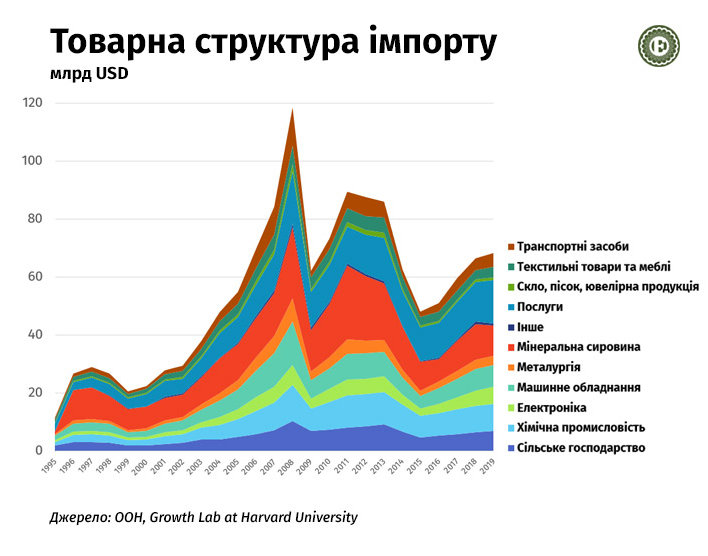 Товарна структура імпорту
млрд USD
E
120
100
80
60
40
20
0
1995
1996
1997
1998
1999
2000
2001
2002
2003
2004
2005
2006
2007
2008
2009
2010
2011
2012
2013
2014
2015
2016
2017
2018
2019
Транспортні засоби
Текстильні товари та меблі
Скло, пісок, ювелірна продукція
Послуги
Інше
Мінеральна сировина
Металургія
Машинне обладнання
Електроніка
Хімічна промисловість
Сільське господарство
Джерело: ООН, Growth Lab at Harvard University